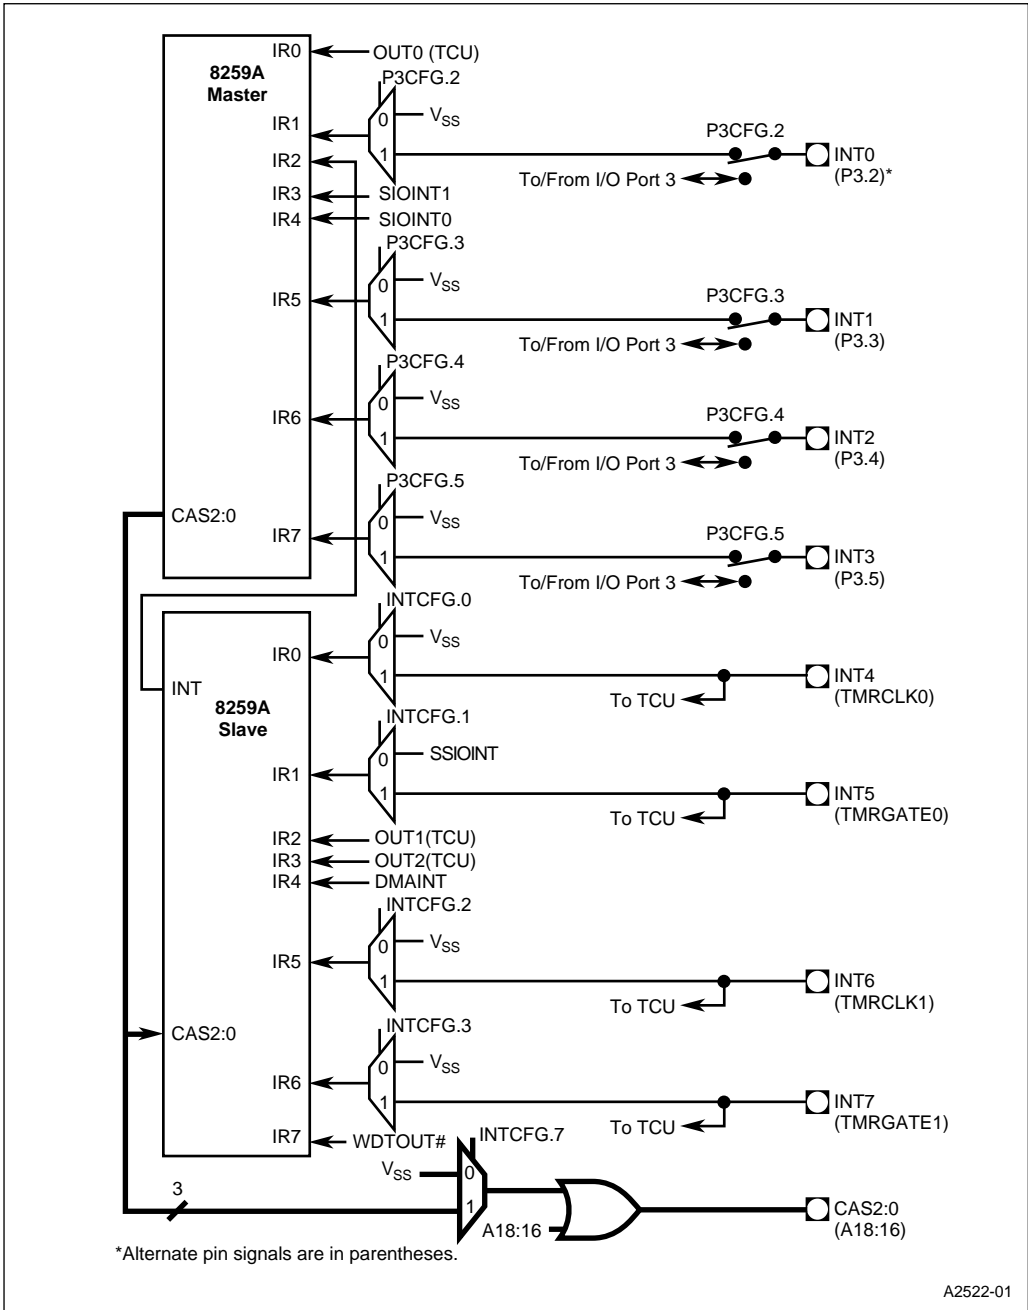 IR0
OUT0 (TCU)
8259A
Master
P3CFG.2
0
VSS
IR1
P3CFG.2
1
INT0
(P3.2)*
IR2
To/From I/O Port 3
IR3
SIOINT1
IR4
SIOINT0
P3CFG.3
0
VSS
IR5
P3CFG.3
1
INT1
(P3.3)
To/From I/O Port 3
P3CFG.4
0
VSS
IR6
P3CFG.4
1
INT2
(P3.4)
To/From I/O Port 3
P3CFG.5
0
VSS
CAS2:0
IR7
P3CFG.5
1
INT3
(P3.5)
To/From I/O Port 3
INTCFG.0
0
VSS
IR0
1
INT4
(TMRCLK0)
INT
To TCU
8259A
Slave
INTCFG.1
0
SSIOINT
IR1
1
INT5
(TMRGATE0)
To TCU
IR2
OUT1(TCU)
IR3
OUT2(TCU)
IR4
DMAINT
INTCFG.2
0
VSS
IR5
1
INT6
(TMRCLK1)
To TCU
CAS2:0
INTCFG.3
0
VSS
IR6
1
INT7
(TMRGATE1)
To TCU
IR7
WDTOUT#
INTCFG.7
VSS
0
3
1
A18:16
CAS2:0
(A18:16)
*Alternate pin signals are in parentheses.
A2522-01